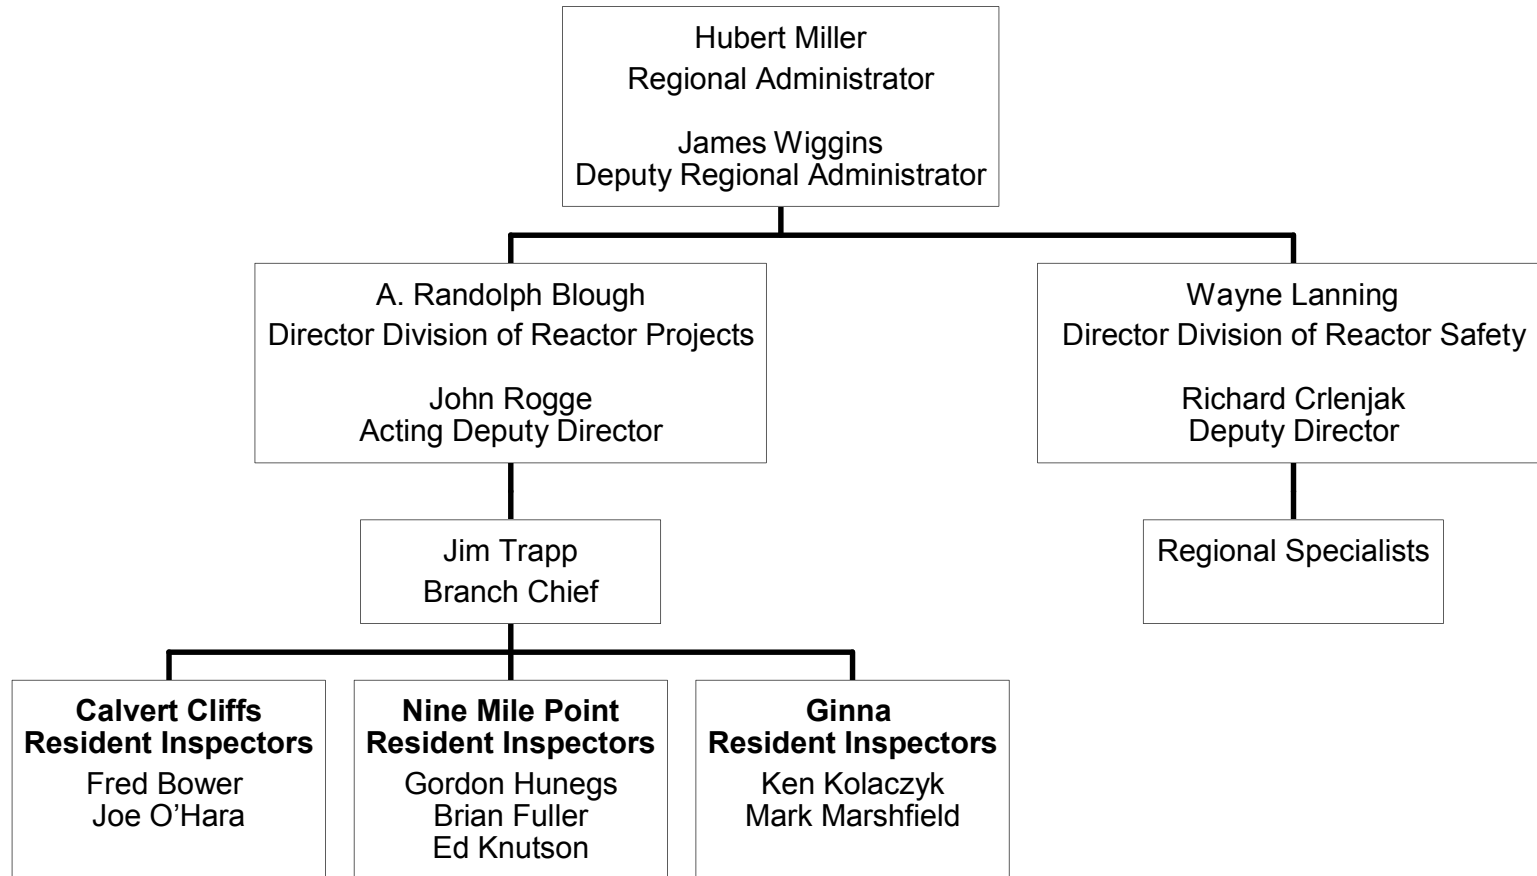 Hubert Miller
Regional Administrator
James Wiggins
Deputy Regional Administrator
A. Randolph Blough
Director Division of Reactor Projects
John Rogge
Acting Deputy Director
Wayne Lanning
Director Division of Reactor Safety
Richard Crlenjak
Deputy Director
Jim Trapp
Branch Chief
Regional Specialists
Calvert Cliffs
Resident Inspectors
Fred Bower
Joe O’Hara
Nine Mile Point
Resident Inspectors
Gordon Hunegs
Brian Fuller
Ed Knutson
Ginna
Resident Inspectors
Ken Kolaczyk
Mark Marshfield